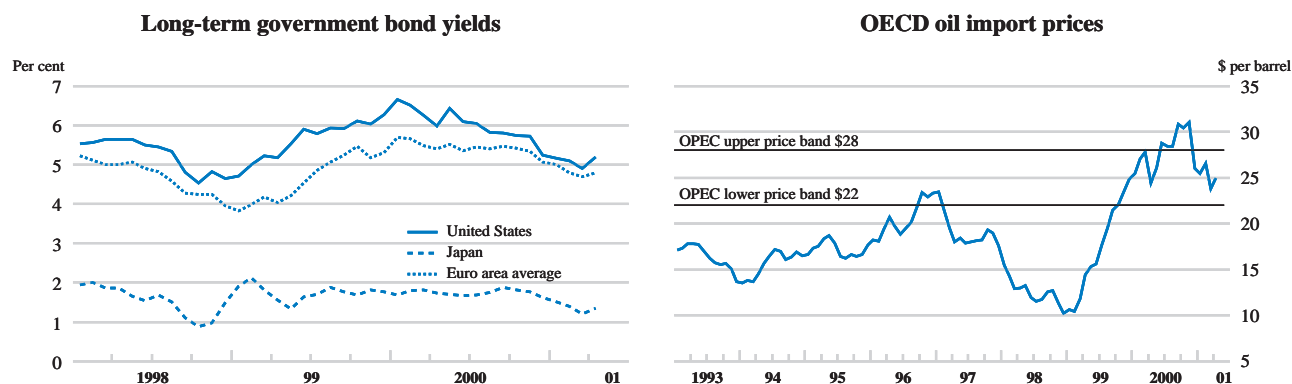 Long-term government bond yields
Per cent
7
6
5
4
3
2
1
0
United States
Japan
Euro area average
1998 99 2000 01
OECD oil import prices
$ per barrel
35
30
25
20
15
10
5
OPEC upper price band $28
OPEC lower price band $22
1993 94 95 96 97 98 99 2000 01